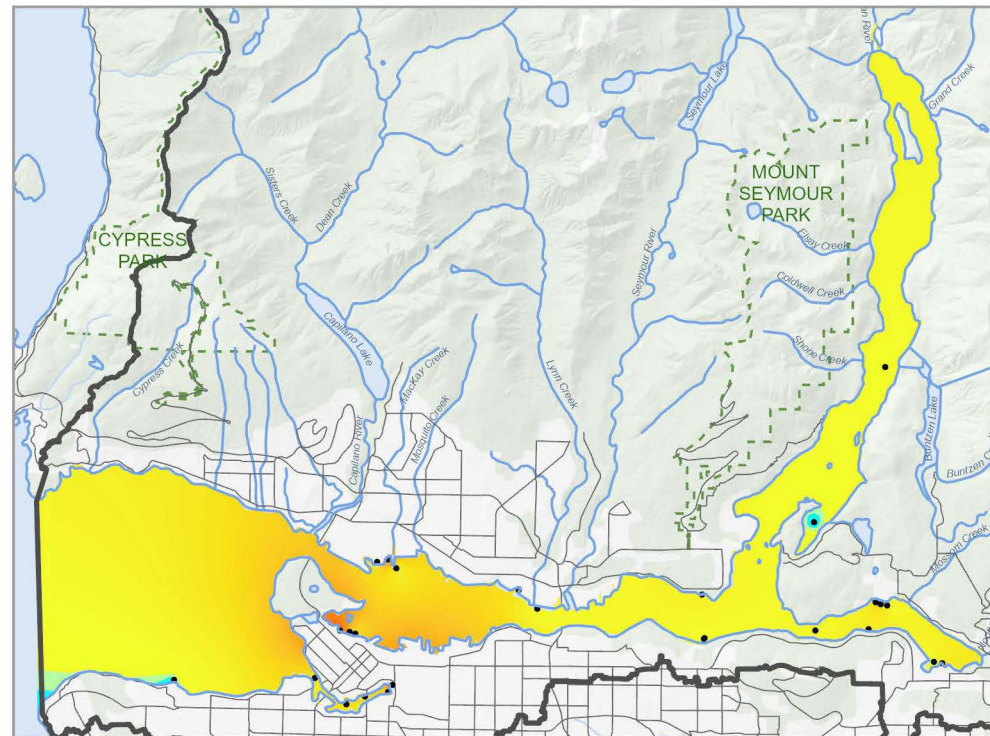 an River
Grand Creek
Seymour Lake
MOUNT
SEYMOUR
PARK
Sisters Creek
Dean Creek
CYPRESS
PARK
Elsay Creek
Seymour River
Coldwell Creek
Capilano Lake
Shone Creek
Cypress Creek
MacKay Creek
Lynn Creek
Mosquito Creek
Buntzen Lake
Capilano River
Buntzen C
Mossom Creek